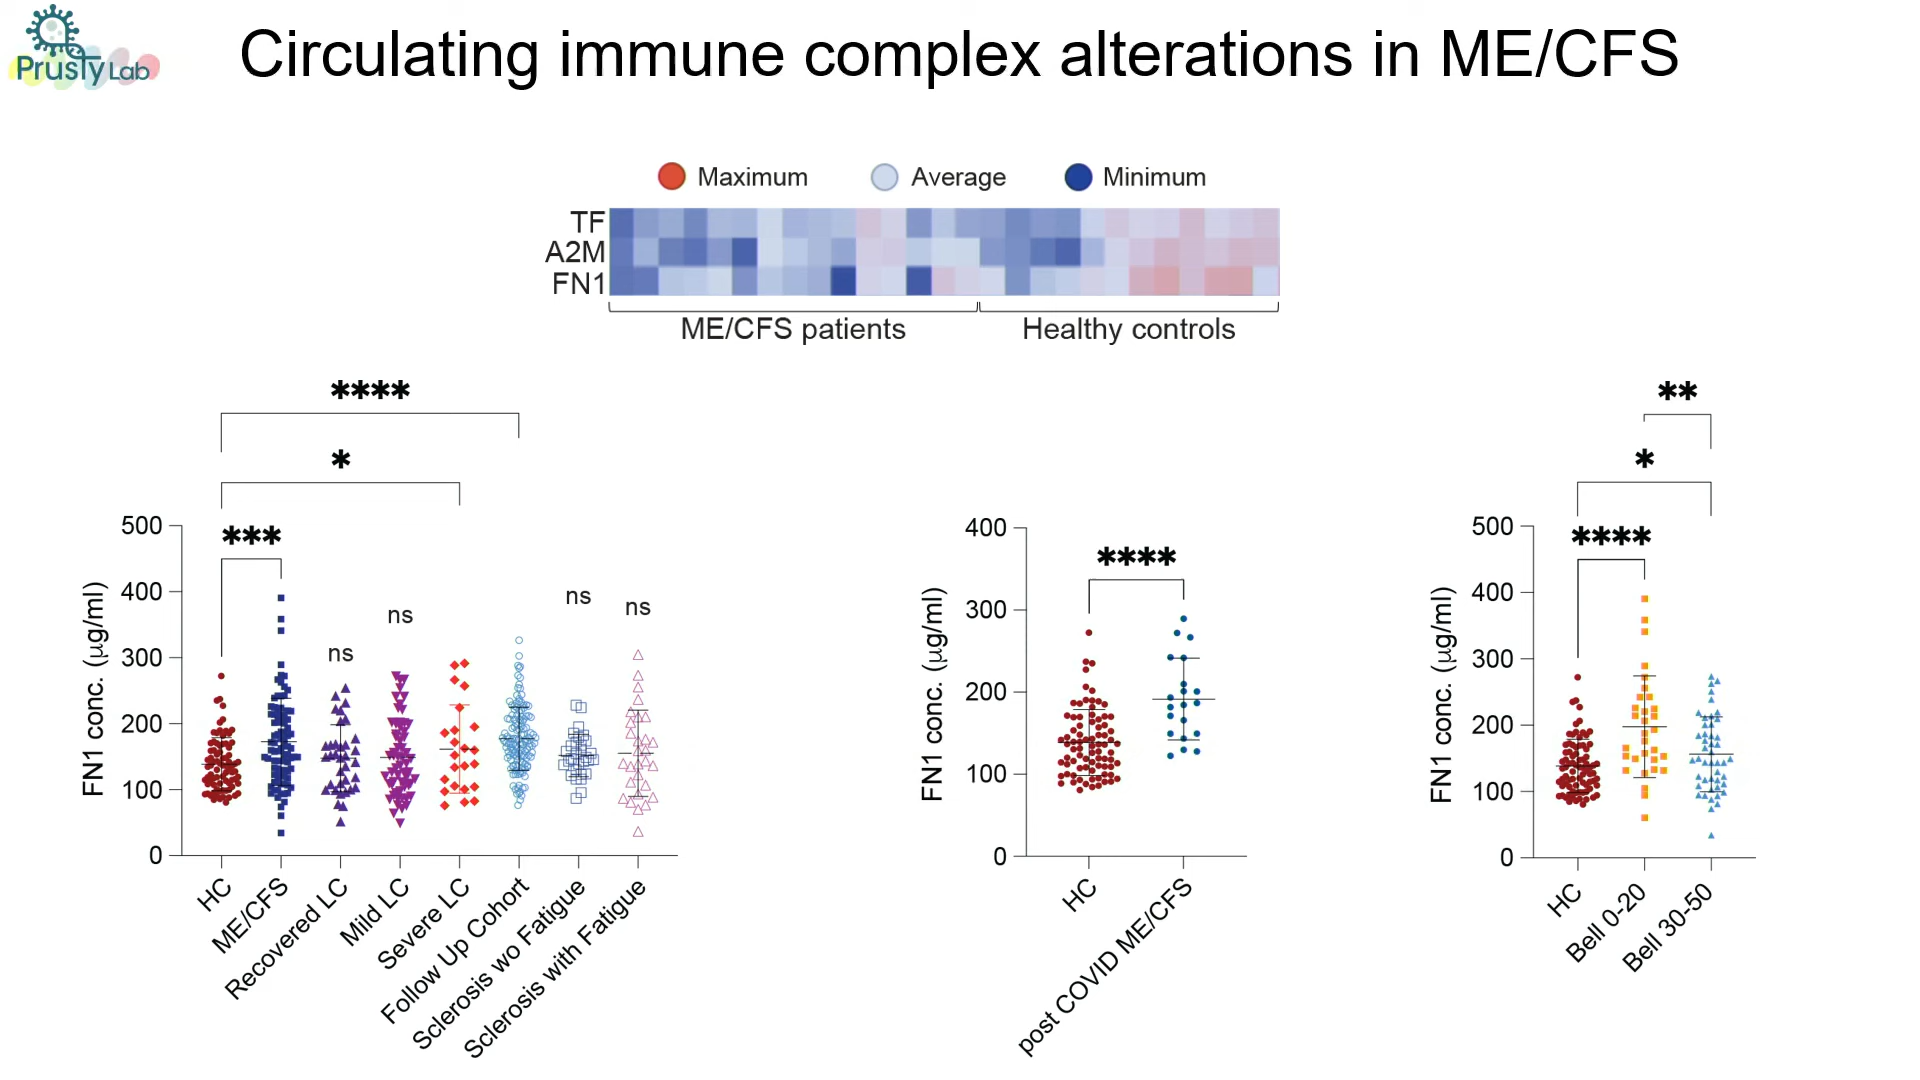 Prusty Lab
Circulating immune complex alterations in ME/CFS
Maximum Average Minimum
TF
A2M
FN1
ME/CFS patients Healthy controls
****
*
***
ns
ns
ns
ns
FN1 conc. (µg/ml)
500
400
300
200
100
0
HC
ME/CFS
Recovered LC
Mild LC
Severe LC
Follow Up Cohort
Sclerosis wo Fatigue
Sclerosis with Fatigue
****
FN1 conc. (µg/ml)
400
300
200
100
0
HC
post COVID ME/CFS
**
*
****
FN1 conc. (µg/ml)
500
400
300
200
100
0
HC
Bell 0-20
Bell 30-50